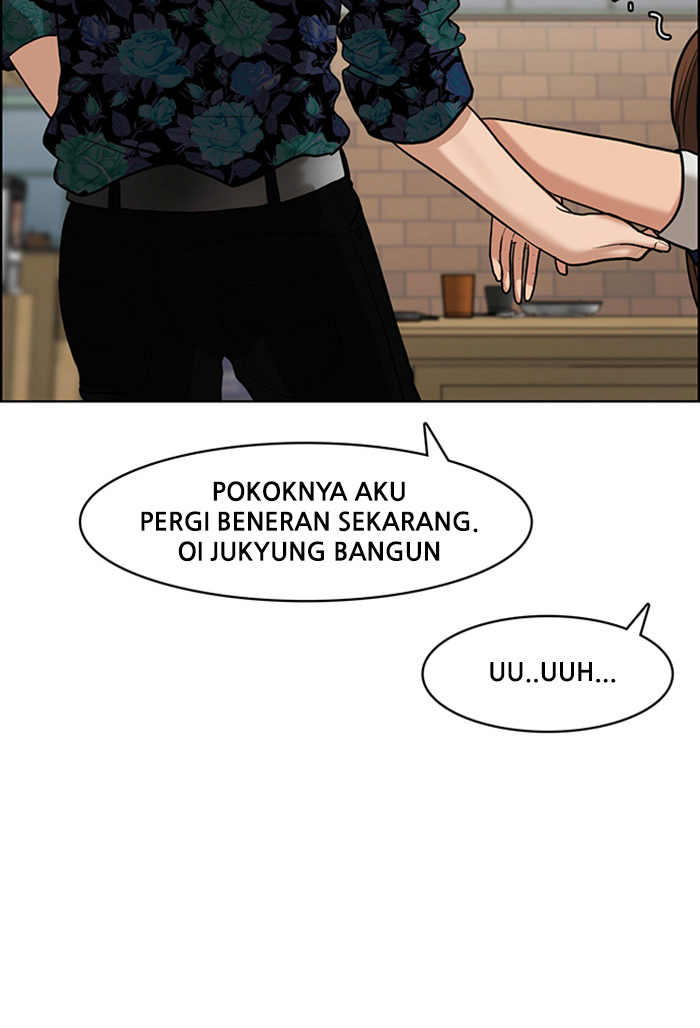 POKOKNYA AKU
PERGI BENERAN SEKARANG.
OI JUKYUNG BANGUN
UU..UUH...